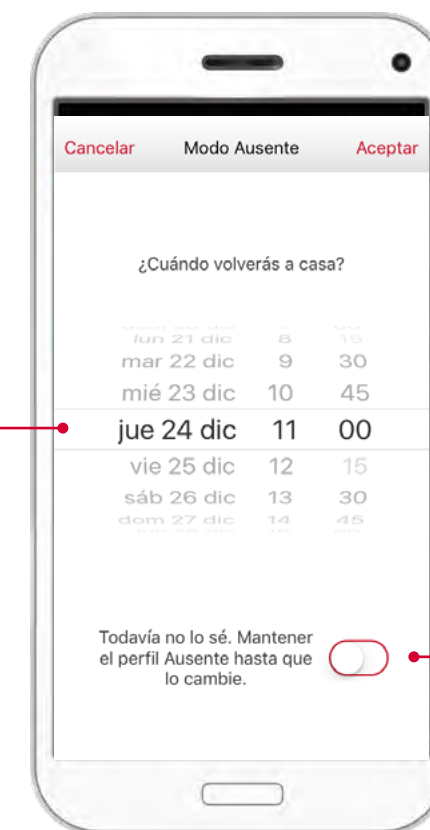 Cancelar Modo Ausente Aceptar
¿Cuándo volverás a casa?
lun 21 dic 8 15
mar 22 dic 9 30
mié 23 dic 10 45
jue 24 dic 11 00
vie 25 dic 12 15
sáb 26 dic 13 30
dom 27 dic 14 45
Todavía no lo sé. Mantener
el perfil Ausente hasta que
lo cambie.